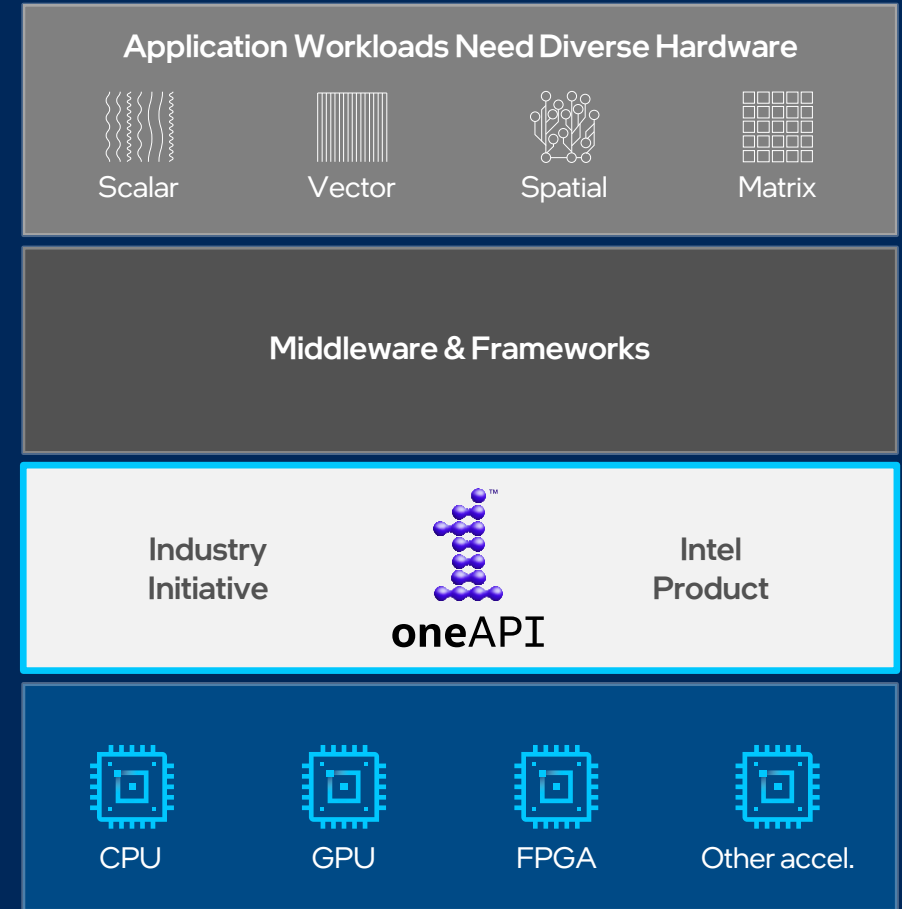 Application Workloads Need Diverse Hardware
Scalar
Vector
Spatial
Matrix
Middleware & Frameworks
Industry
Initiative
™
oneAPI
Intel
Product
CPU
GPU
FPGA
Other accel.